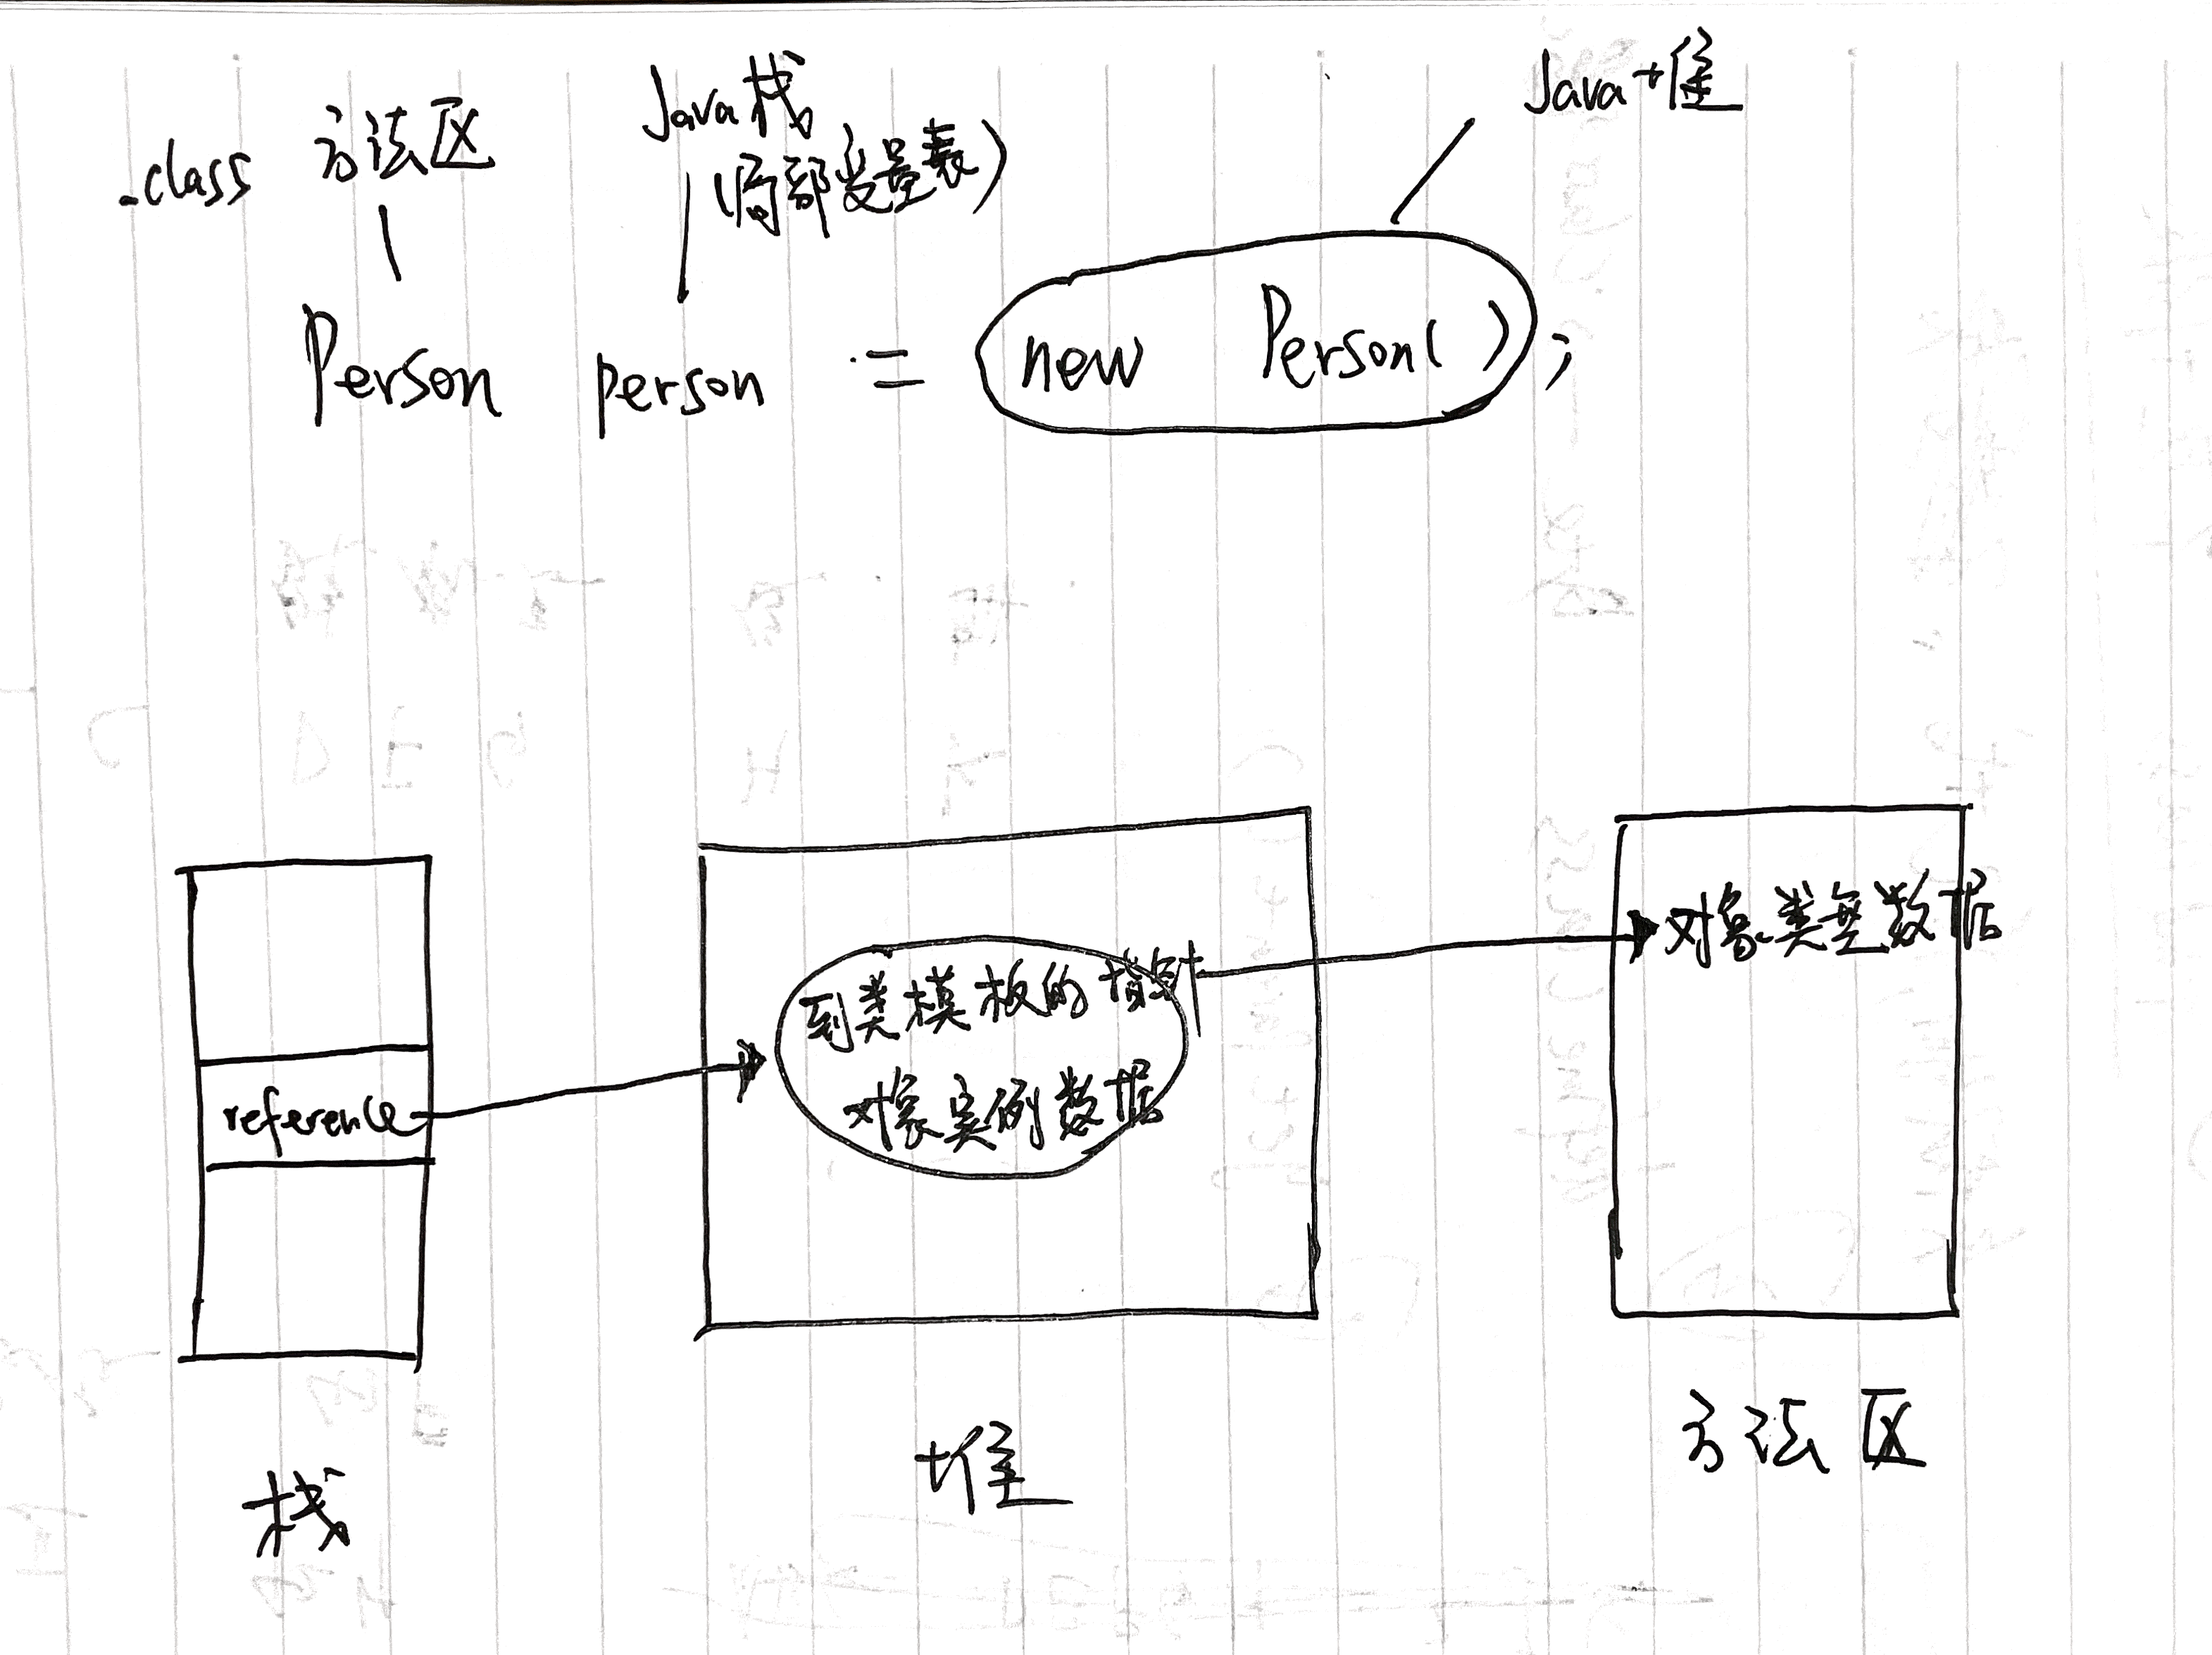 .class 方法区
Java栈
(局部变量表)
Java堆
Person person = new Person();
reference
到类模板的指针
对象实例数据
对象类型数据
栈
堆
方法区